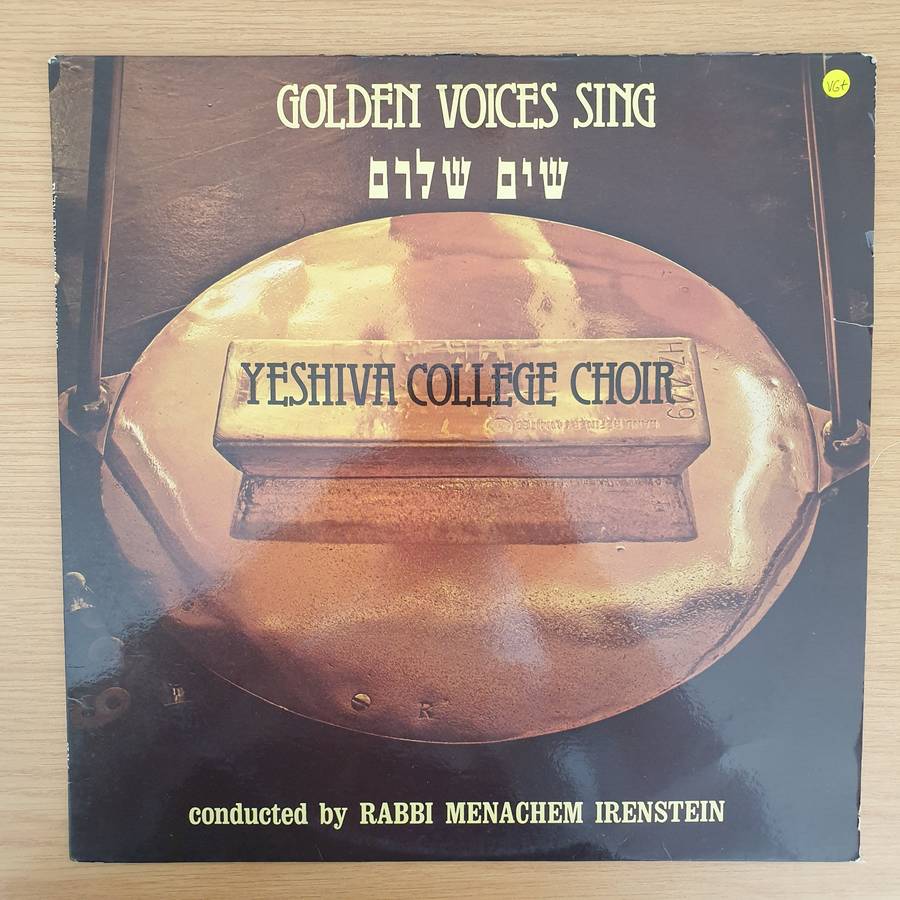 GOLDEN VOICES SING
שים שלום
VG+
YESHIVA COLLEGE CHOIR
conducted by RABBI MENACHEM IRENSTEIN